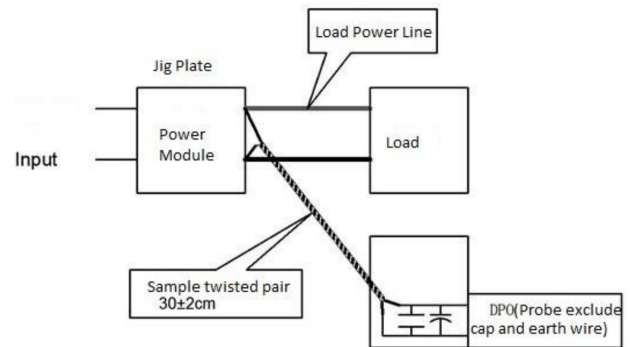 Load Power Line
Jig Plate
Power
Module
Load
Input
Sample twisted pair
30±2cm
DPO(Probe exclude
cap and earth wire)